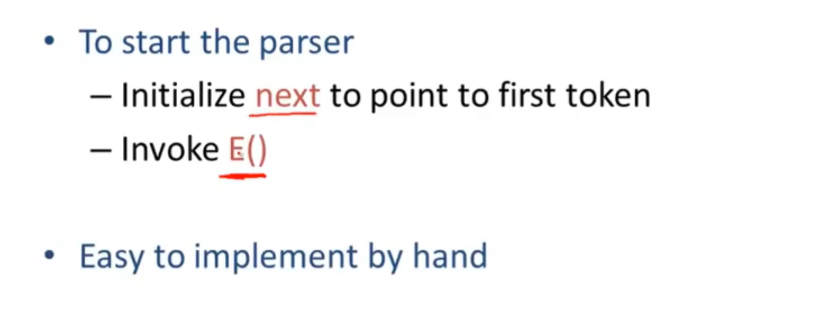 • To start the parser
– Initialize next to point to first token
– Invoke E()
• Easy to implement by hand